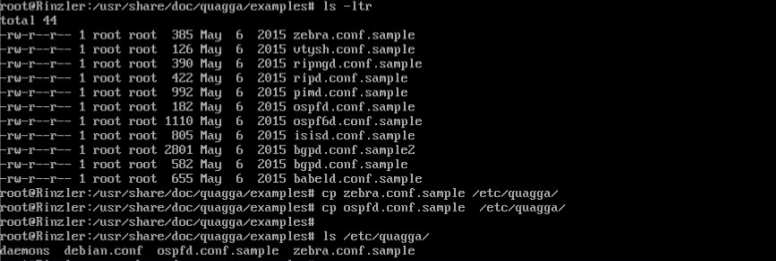 root@Rinzler:/usr/share/doc/quagga/examples# ls -ltr
total 44
-rw-r--r-- 1 root root  385 May  6  2015 zebra.conf.sample
-rw-r--r-- 1 root root  126 May  6  2015 vtysh.conf.sample
-rw-r--r-- 1 root root  390 May  6  2015 ripngd.conf.sample
-rw-r--r-- 1 root root  422 May  6  2015 ripd.conf.sample
-rw-r--r-- 1 root root  992 May  6  2015 pimd.conf.sample
-rw-r--r-- 1 root root  182 May  6  2015 ospfd.conf.sample
-rw-r--r-- 1 root root 1110 May  6  2015 ospf6d.conf.sample
-rw-r--r-- 1 root root  805 May  6  2015 isisd.conf.sample
-rw-r--r-- 1 root root 2801 May  6  2015 bgpd.conf.sample2
-rw-r--r-- 1 root root  582 May  6  2015 bgpd.conf.sample
-rw-r--r-- 1 root root  655 May  6  2015 babeld.conf.sample
root@Rinzler:/usr/share/doc/quagga/examples# cp zebra.conf.sample /etc/quagga/
root@Rinzler:/usr/share/doc/quagga/examples# cp ospfd.conf.sample  /etc/quagga/
root@Rinzler:/usr/share/doc/quagga/examples#
root@Rinzler:/usr/share/doc/quagga/examples# ls /etc/quagga/
daemons  debian.conf  ospfd.conf.sample  zebra.conf.sample